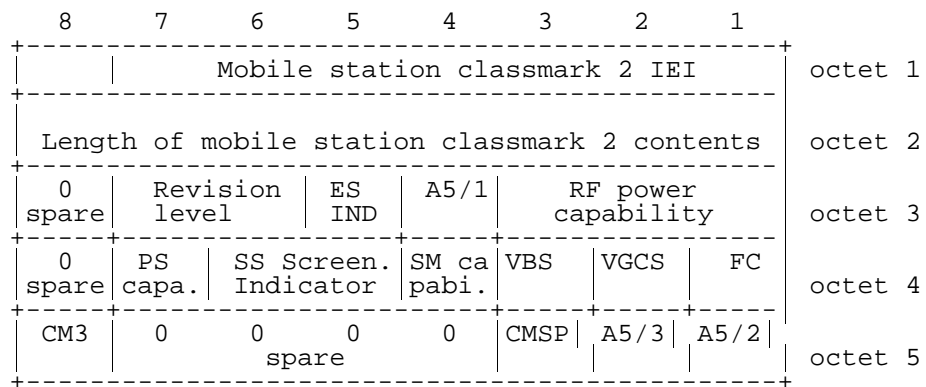 8 7 6 5 4 3 2 1
Mobile station classmark 2 IEI octet 1
Length of mobile station classmark 2 contents octet 2
0 Revision ES A5/1 RF power
spare level IND capability octet 3
0 PS SS Screen. SM ca VBS VGCS FC
spare capa. Indicator pabi. octet 4
CM3 0 0 0 0 CMSP A5/3 A5/2
spare octet 5